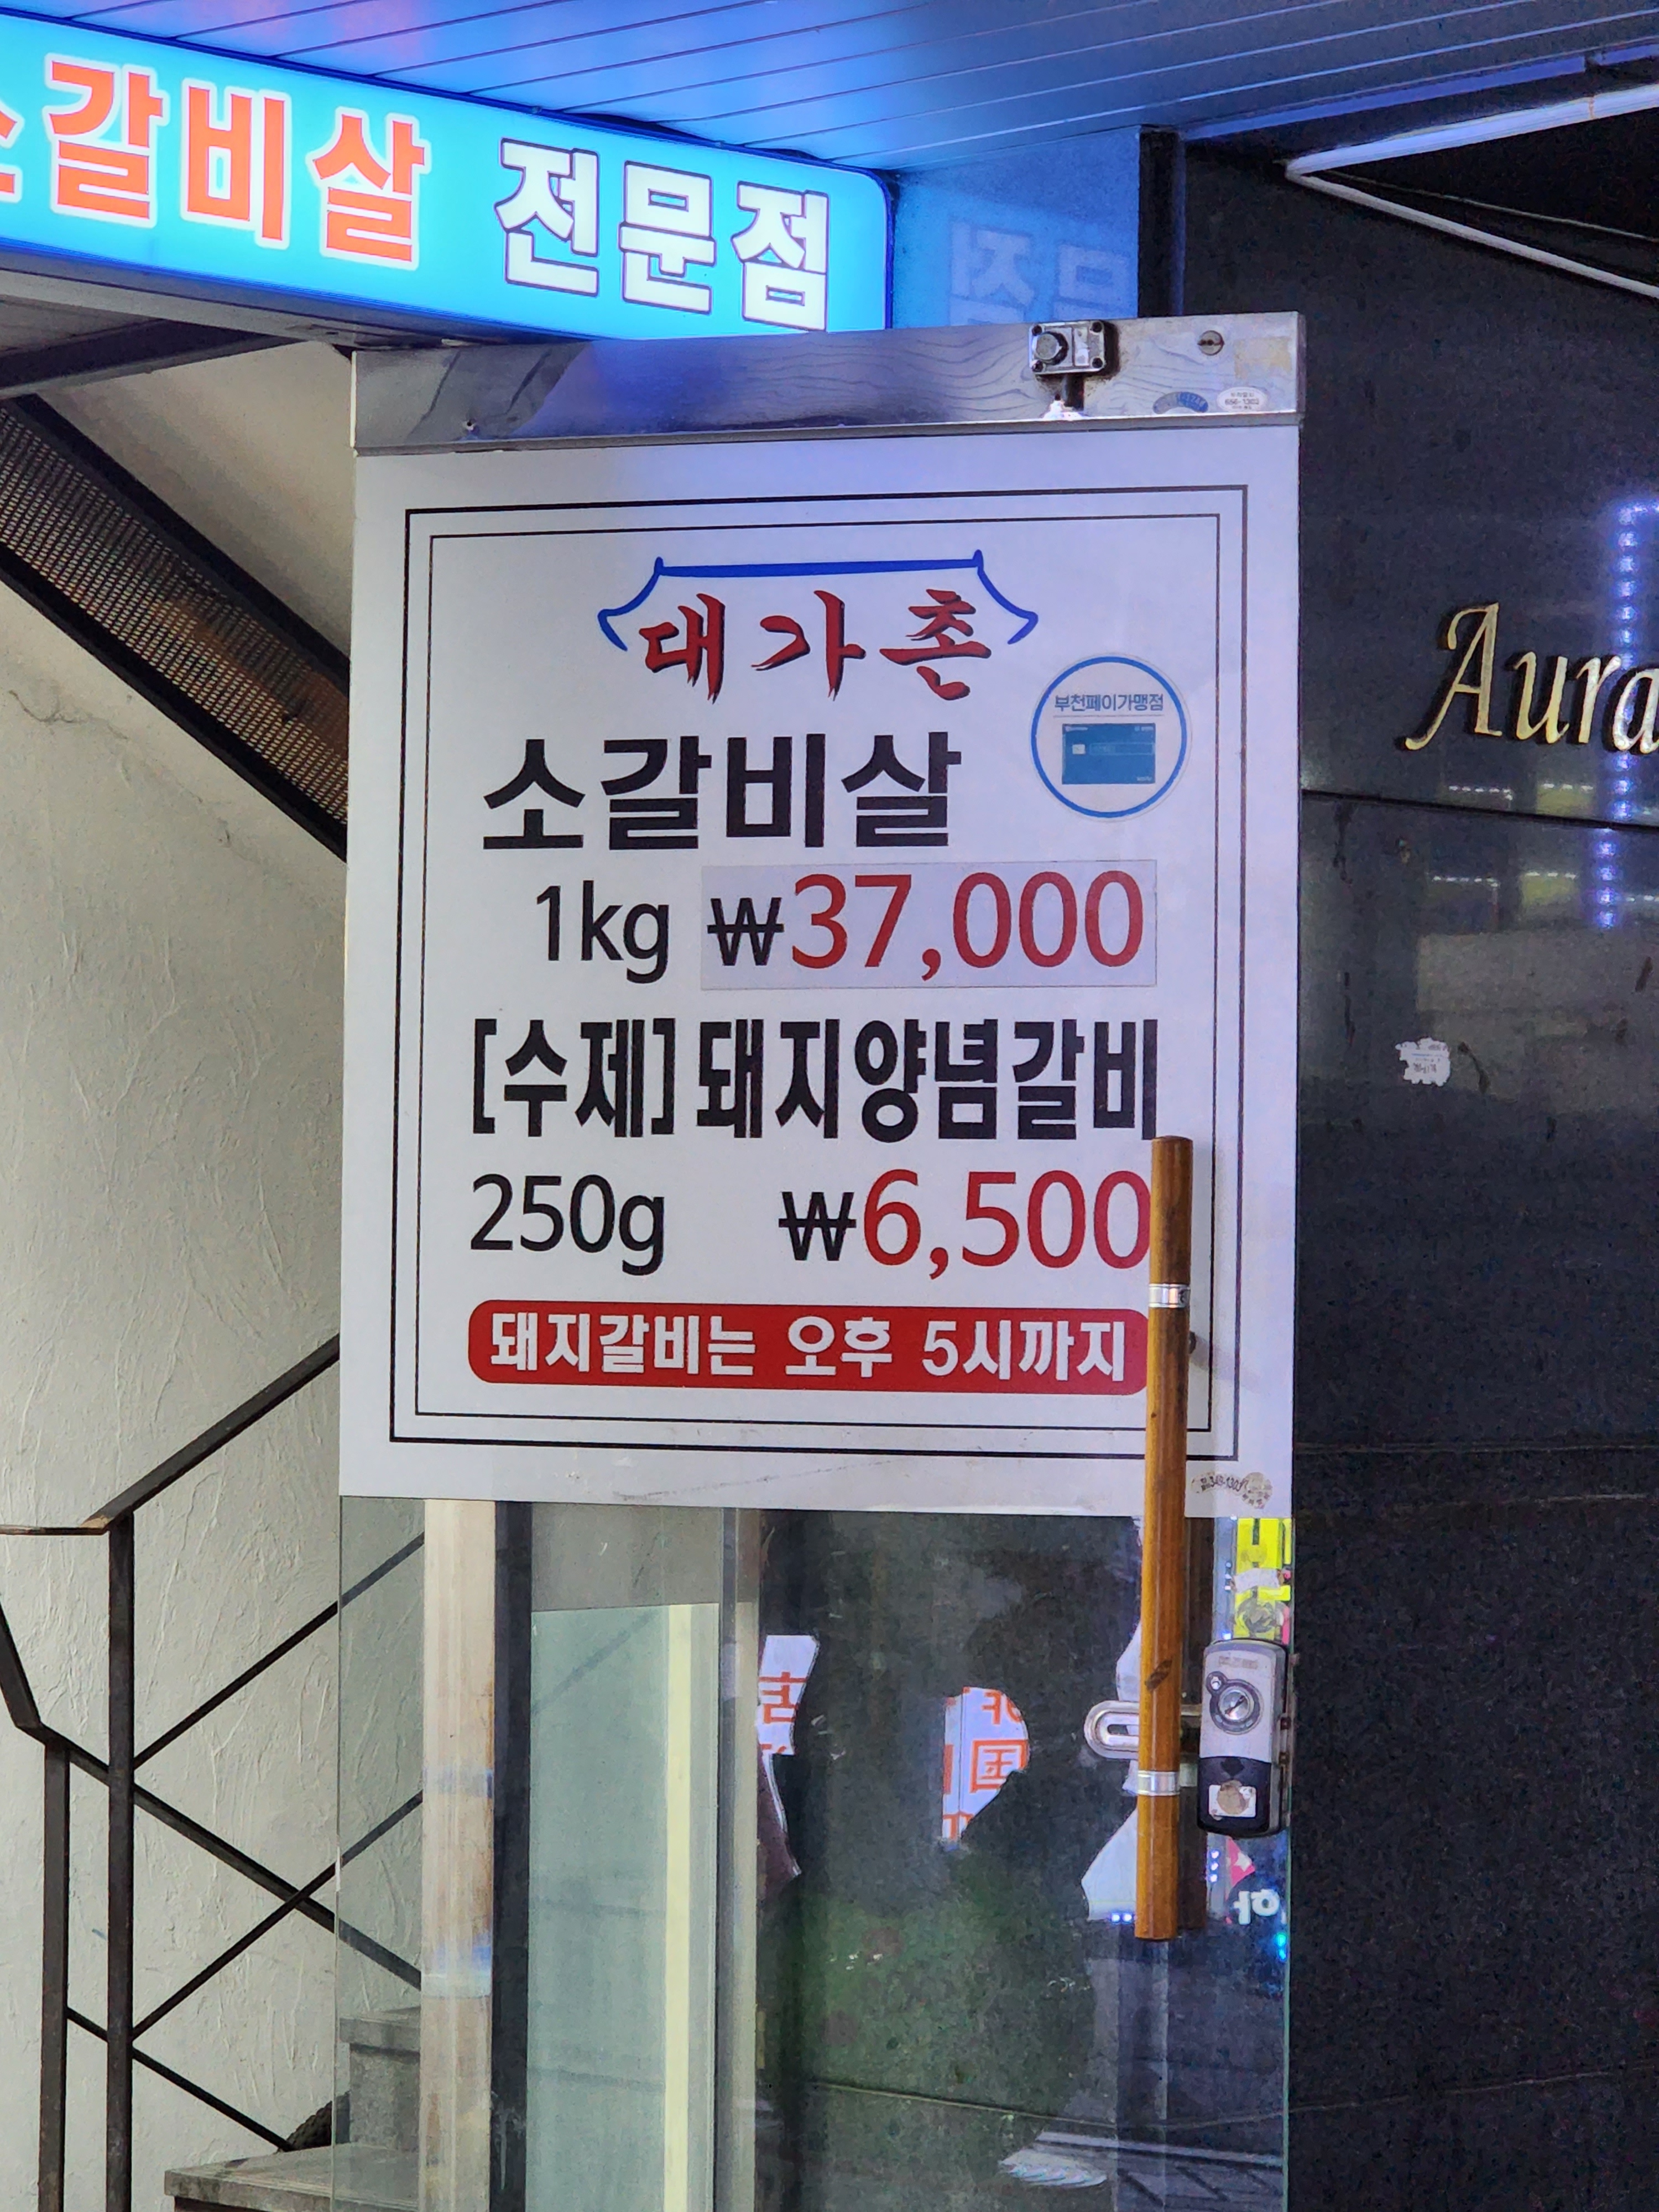 소갈비살 전문점
대가촌
부천페이가맹점
소갈비살
1kg ₩37,000
[수제]돼지양념갈비
250g ₩6,500
돼지갈비는 오후 5시까지
Aura